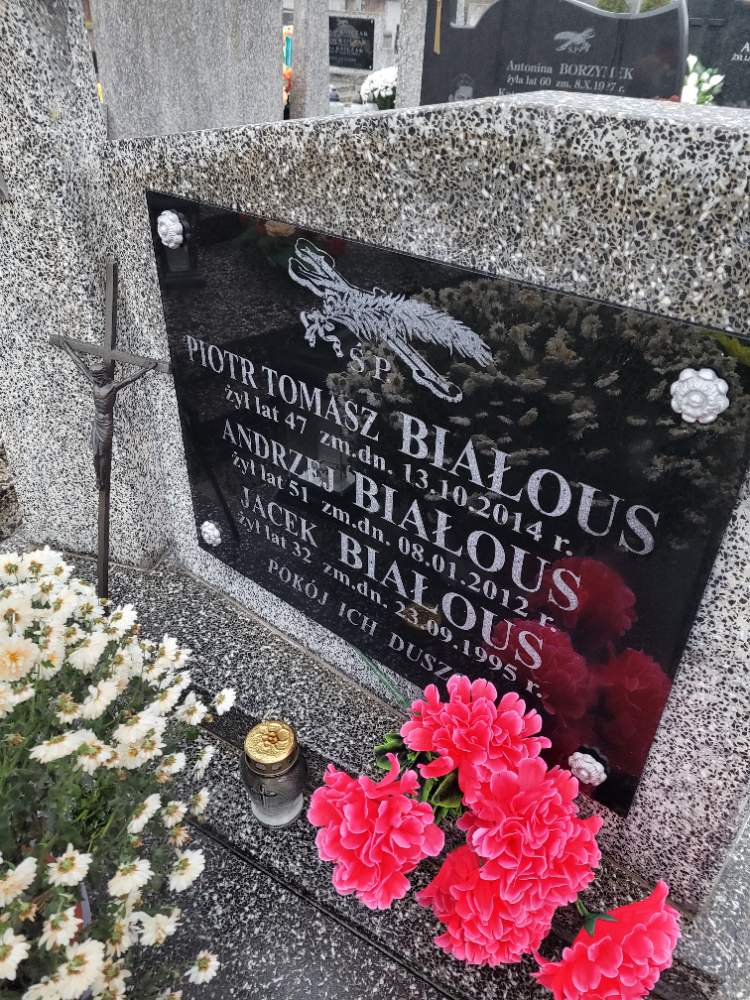 Antonina BORZYMEK
żyła lat 60 zm. 8.X.1987 r.
Ś.P.
PIOTR TOMASZ BIAŁOUS
żył lat 47 zm.dn. 13.10.2014 r.
ANDRZEJ BIAŁOUS
żył lat 51 zm.dn. 08.01.2012 r.
JACEK BIAŁOUS
żył lat 32 zm.dn. 23.09.1995 r.
POKÓJ ICH DUSZ